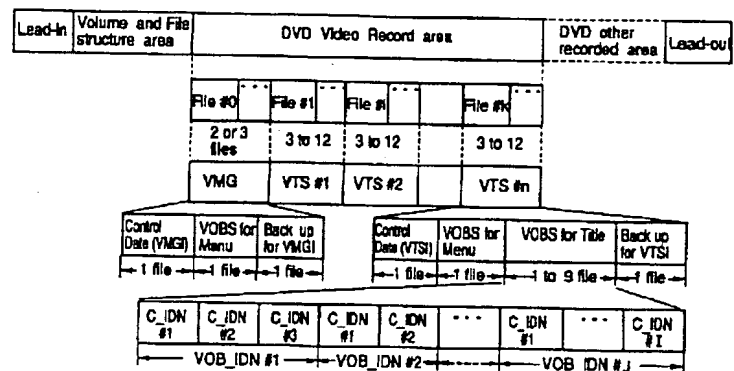 Lead-In Volume and File structure area DVD Video Record area DVD other recorded area Lead-out
File #0 --- File #1 --- File #i --- File #k ---
2 or 3 files 3 to 12 3 to 12 3 to 12
VMG VTS #1 VTS #2 VTS #n
Control Data (VMGI) VOBS for Menu Back up for VMGI Control Data (VTSI) VOBS for Menu VOBS for Title Back up for VTSI
1 file 1 file 1 file 1 file 1 file 1 to 9 file 1 file
C_IDN #1 C_IDN #2 C_IDN #3 C_IDN #1 C_IDN #2 --- C_IDN #1 --- C_IDN #I
VOB_IDN #1 VOB_IDN #2 VOB IDN #J